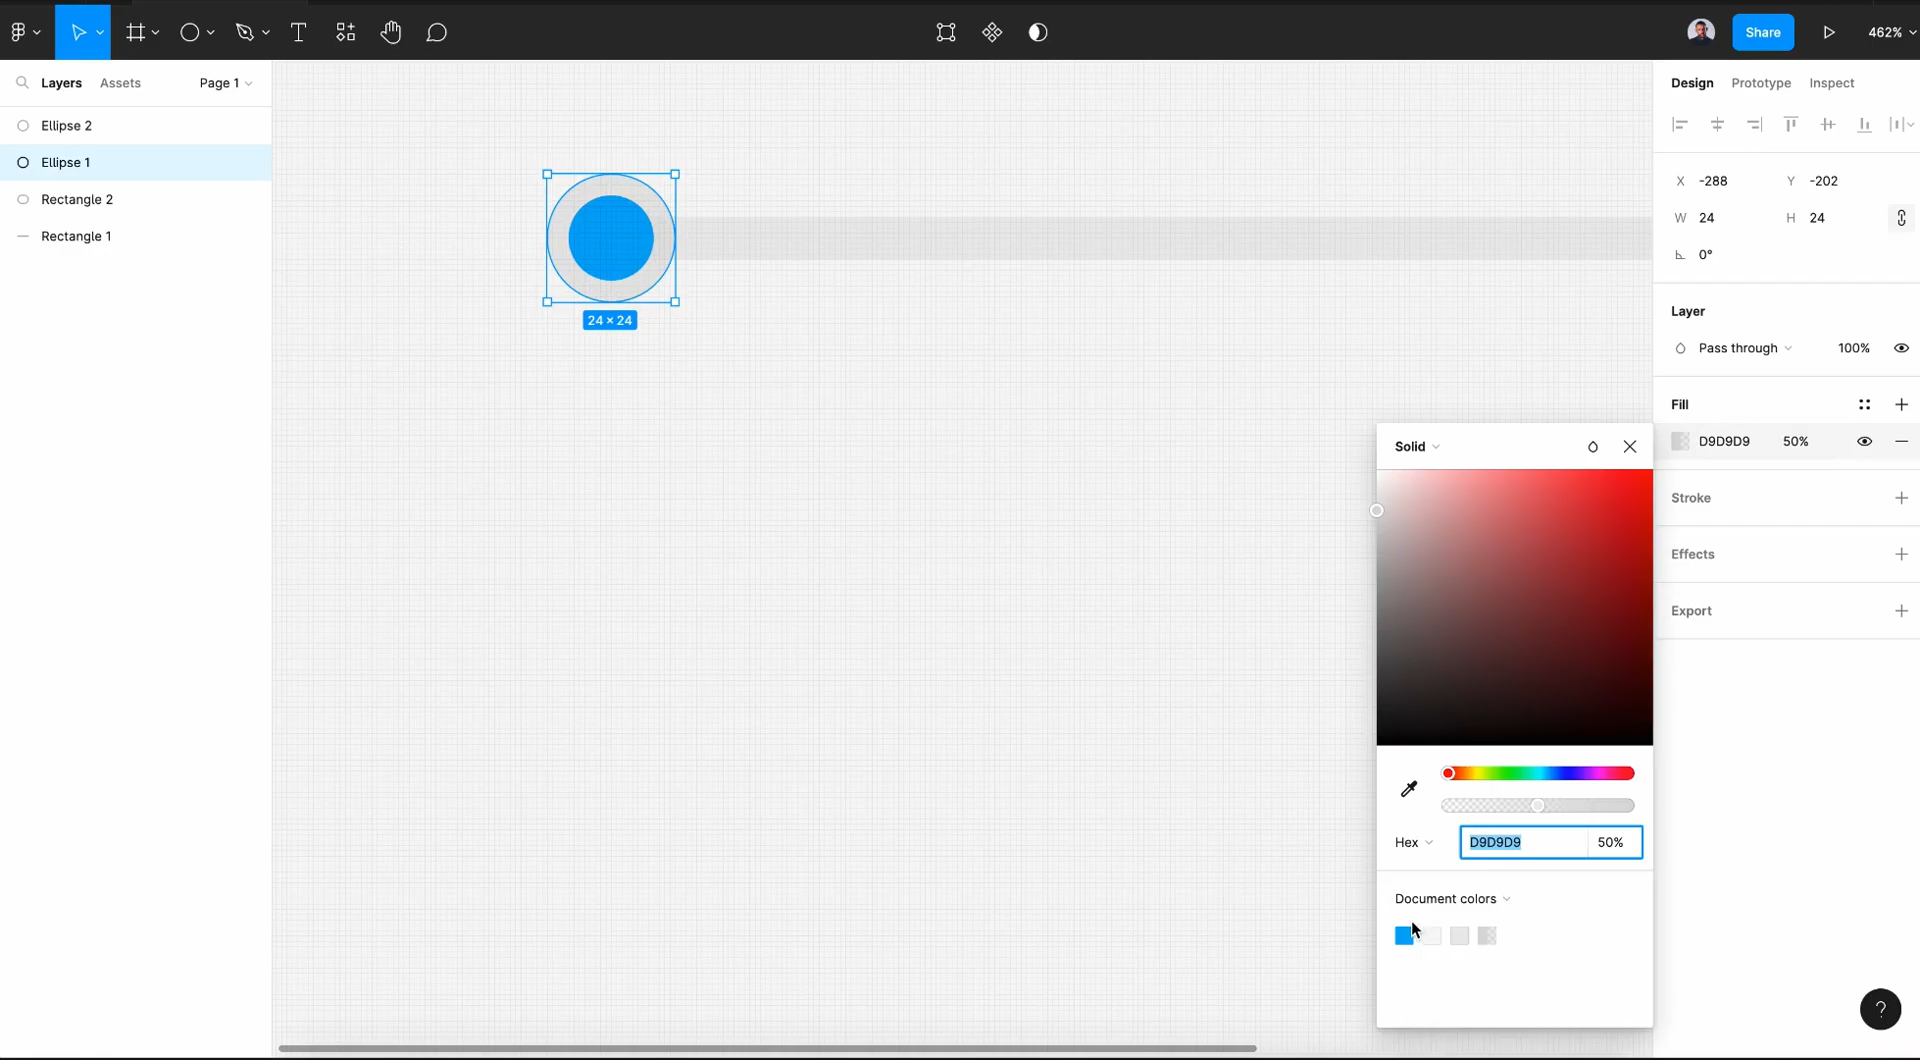 Share
462%
Layers
Assets
Page 1
Ellipse 2
Ellipse 1
Rectangle 2
Rectangle 1
24 × 24
Design
Prototype
Inspect
X -288
Y -202
W 24
H 24
0°
Layer
Pass through
100%
Fill
D9D9D9
50%
Stroke
Effects
Export
Solid
Hex
D9D9D9
50%
Document colors
?